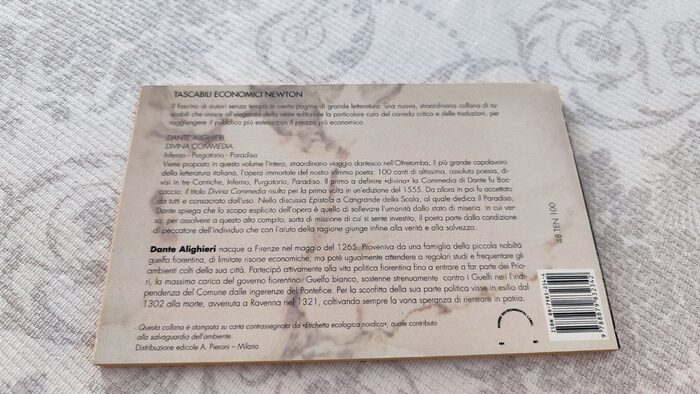 TASCABILI ECONOMICI NEWTON
Il fascino di autori senza tempo in cento pagine di grande letteratura, una nuova, straordinaria collana di ta-
scabili che unisce all'eleganza della veste editoriale la particolare cura del corredo critico e delle traduzioni, per
raggiungere il pubblico più esteso con il prezzo più economico.
DANTE ALIGHIERI
DIVINA COMMEDIA
Inferno - Purgatorio - Paradiso
Viene proposto in questo volume l'intero, straordinario viaggio dantesco nell'Oltretomba, il più grande capolavoro
della letteratura italiana, l'opera immortale del nostro sommo poeta. 100 canti di altissima, assoluta poesia, di-
visi in tre Cantiche, Inferno, Purgatorio, Paradiso. Il primo a definire «divina» la Commedia di Dante fu Boc-
caccio: il titolo Divina Commedia risulta per la prima volta in un'edizione del 1555. Da allora in poi fu accettato
da tutti e consacrato dall'uso. Nella discussa Epistola a Cangrande della Scala, al quale dedica il Paradiso,
Dante spiega che lo scopo esplicito dell'opera è quello di sollevare l'umanità dallo stato di miseria in cui ver-
sa: per assolvere a questo alto compito, sorta di missione di cui si sente investito, il poeta parte dalla condizione
di peccatore dell'individuo che con l'aiuto della ragione giunge infine alla verità e alla salvezza.
Dante Alighieri nacque a Firenze nel maggio del 1265. Proveniva da una famiglia della piccola nobiltà
guelfa fiorentina, di limitate risorse economiche, ma poté ugualmente attendere a regolari studi e frequentare gli
ambienti colti della sua città. Partecipò attivamente alla vita politica fiorentina fino a entrare a far parte dei Prio-
ri, la massima carica del governo fiorentino. Guelfo bianco, sostenne strenuamente contro i Guelfi neri l'indi-
pendenza del Comune dalle ingerenze del Pontefice. Per la sconfitta della sua parte politica visse in esilio dal
1302 alla morte, avvenuta a Ravenna nel 1321, coltivando sempre la vana speranza di rientrare in patria.
Questa collana è stampata su carta contrassegnata da «etichetta ecologica nordica», quale contributo
alla salvaguardia dell'ambiente
Distribuzione edicole A. Pieroni – Milano
48 TEN 100